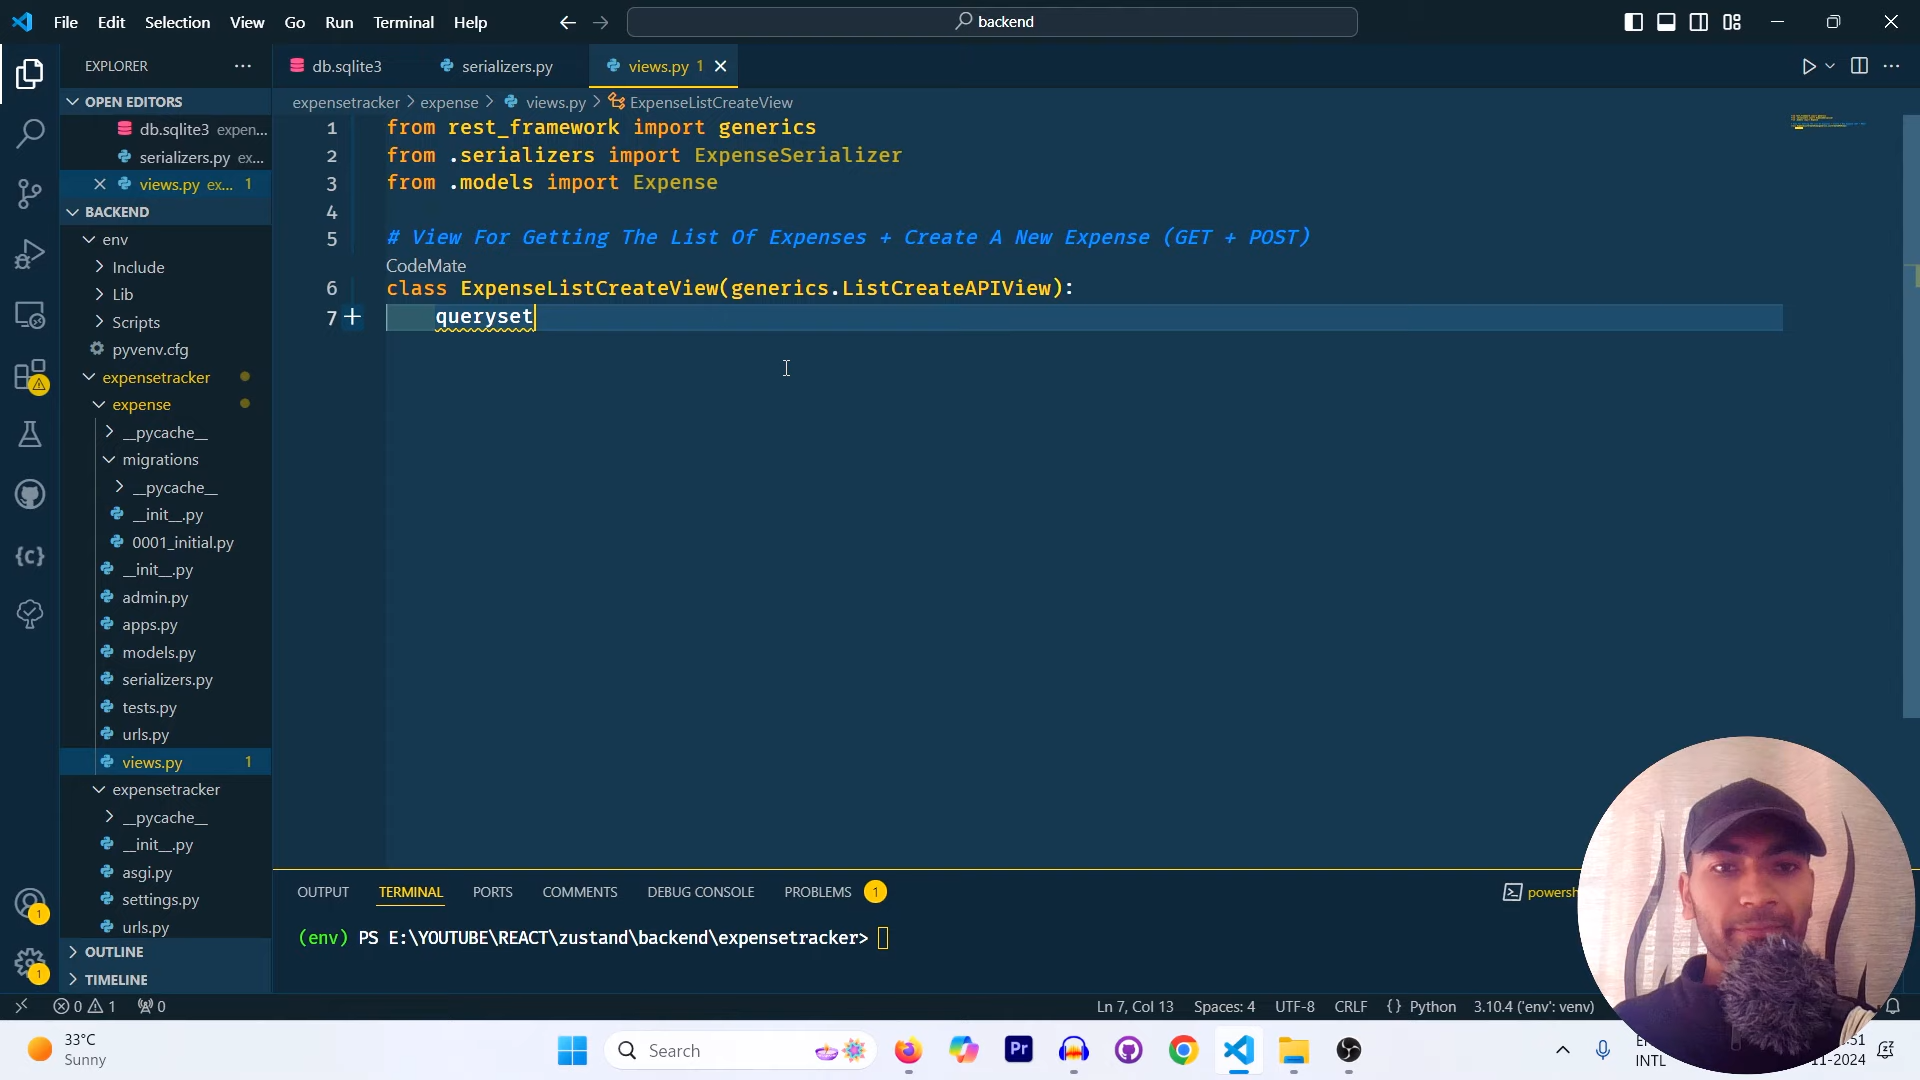 File Edit Selection View Go Run Terminal Help
backend
EXPLORER
db.sqlite3
serializers.py
views.py 1
OPEN EDITORS
expensetracker > expense > views.py > ExpenseListCreateView
db.sqlite3 expen...
serializers.py ex...
views.py ex... 1
BACKEND
env
Include
Lib
Scripts
pyvenv.cfg
expensetracker
expense
__pycache__
migrations
__pycache__
__init__.py
0001_initial.py
__init__.py
admin.py
apps.py
models.py
serializers.py
tests.py
urls.py
views.py 1
expensetracker
__pycache__
__init__.py
asgi.py
settings.py
urls.py
OUTLINE
TIMELINE
1 from rest_framework import generics
2 from .serializers import ExpenseSerializer
3 from .models import Expense
4
5 # View For Getting The List Of Expenses + Create A New Expense (GET + POST)
CodeMate
6 class ExpenseListCreateView(generics.ListCreateAPIView):
7 queryset
OUTPUT TERMINAL PORTS COMMENTS DEBUG CONSOLE PROBLEMS 1
powersh
(env) PS E:\YOUTUBE\REACT\zustand\backend\expensetracker>
1
1
0 1 0
Ln 7, Col 13 Spaces: 4 UTF-8 CRLF {} Python 3.10.4 ('env': venv)
33°C
Sunny
Search
Pr
INTL
:51
11-2024